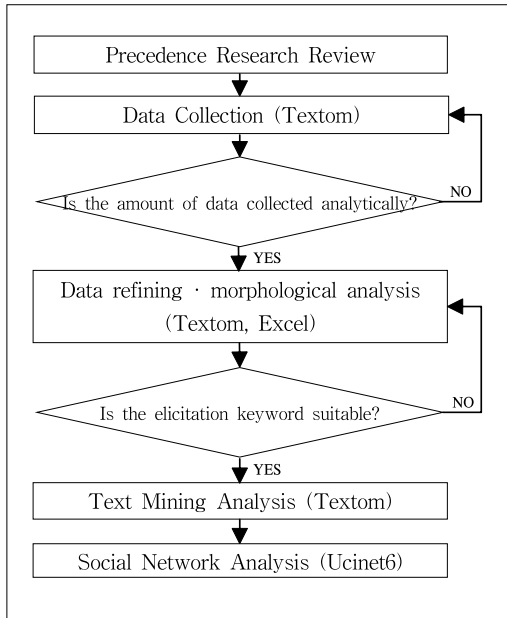 Precedence Research Review
Data Collection (Textom)
Is the amount of data collected analytically?
NO
YES
Data refining · morphological analysis
(Textom, Excel)
Is the elicitation keyword suitable?
NO
YES
Text Mining Analysis (Textom)
Social Network Analysis (Ucinet6)